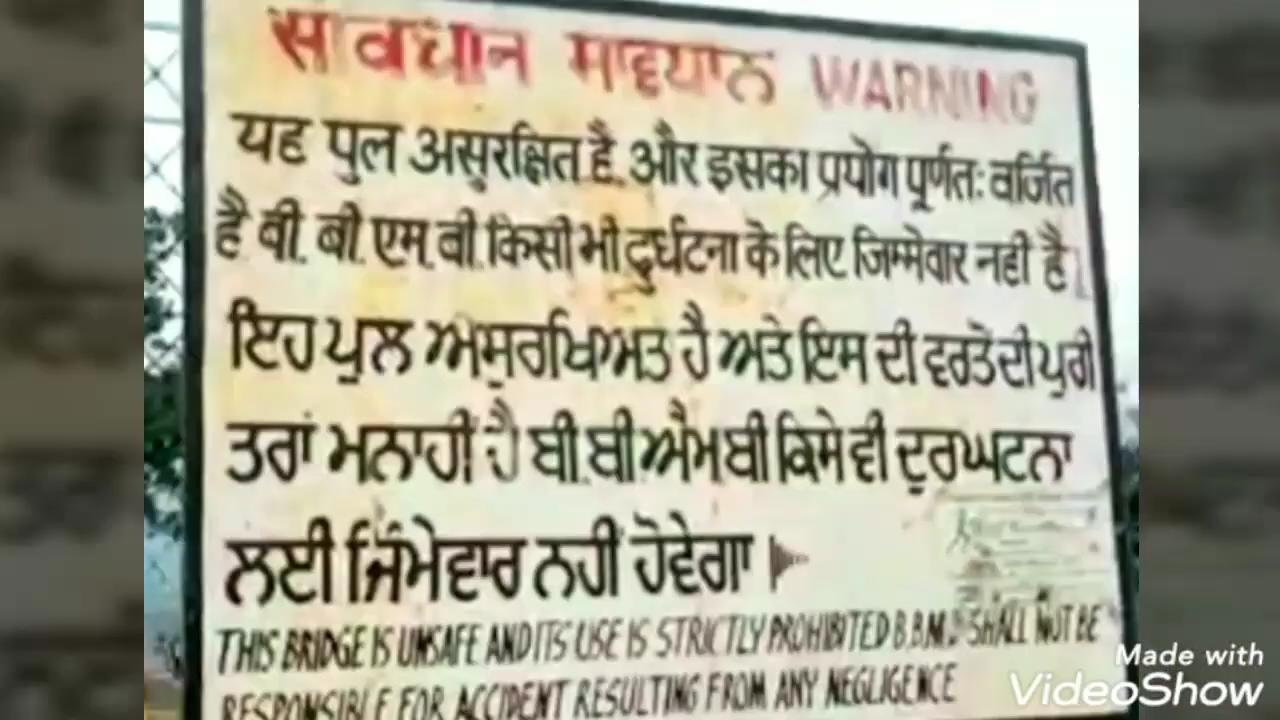 सावधान ਸਾਵਧਾਨ WARNING
यह पुल असुरक्षित है, और इसका प्रयोग पूर्णतः वर्जित
है बी. बी. एम. बी. किसी भी दुर्घटना के लिए जिम्मेवार नही है।
ਇਹ ਪੁਲ ਅਸੁਰਖਿਅਤ ਹੈ ਅਤੇ ਇਸ ਦੀ ਵਰਤੋਂ ਦੀ ਪੁਰੀ
ਤਰਾਂ ਮਨਾਹੀਂ ਹੈ ਬੀ.ਬੀ ਐਮਬੀ ਕਿਸੇ ਵੀ ਦੁਰਘਟਨਾ
ਲਈ ਜਿੰਮੇਵਾਰ ਨਹੀਂ ਹੋਵੇਗਾ
THIS BRIDGE IS UNSAFE AND ITS USE IS STRICTLY PROHIBITED B.B.M.B SHALL NOT BE
RESPONSIBLE FOR ACCIDENT RESULTING FROM ANY NEGLIGENCE
Made with
VideoShow